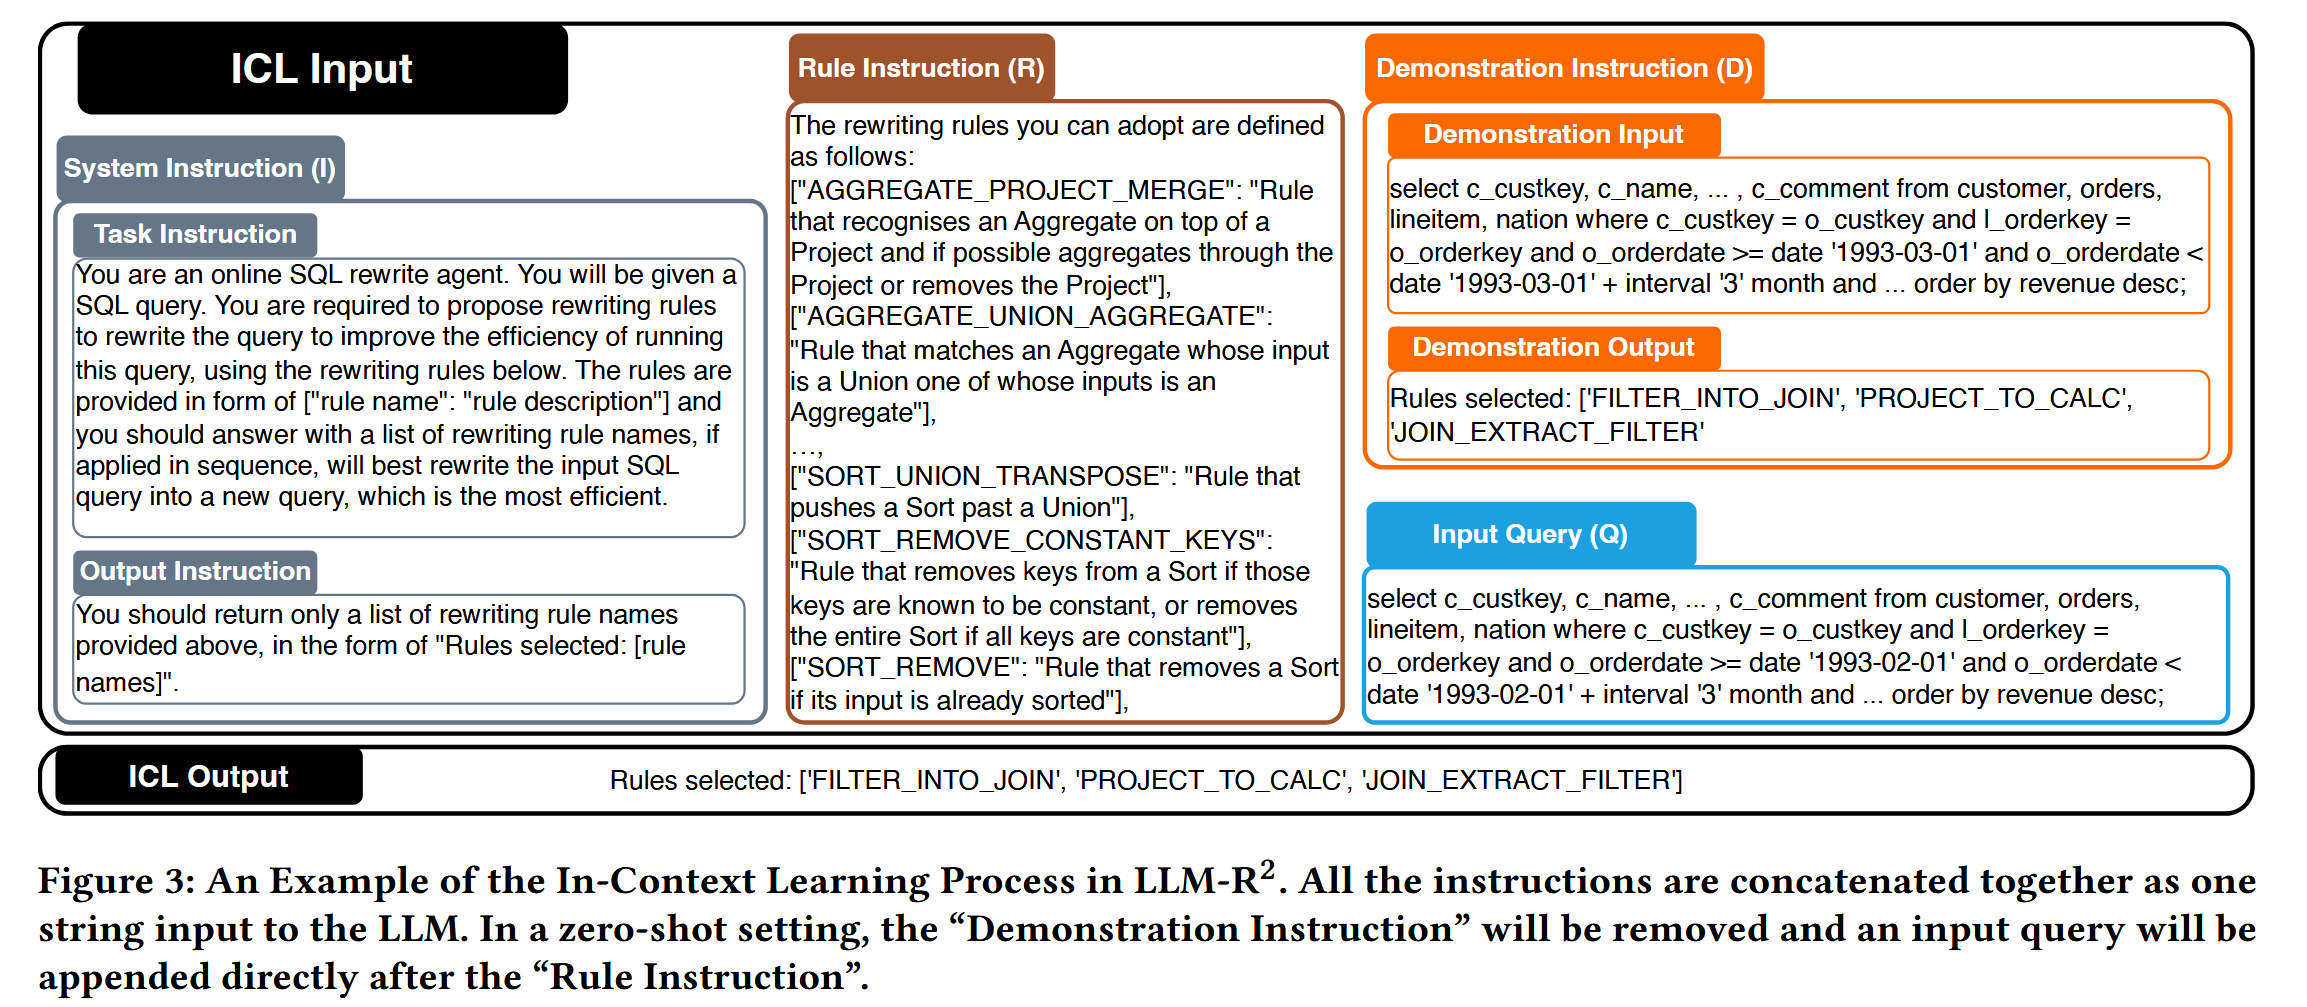 ICL Input
System Instruction (I)
Task Instruction
You are an online SQL rewrite agent. You will be given a
SQL query. You are required to propose rewriting rules
to rewrite the query to improve the efficiency of running
this query, using the rewriting rules below. The rules are
provided in form of ["rule name": "rule description"] and
you should answer with a list of rewriting rule names, if
applied in sequence, will best rewrite the input SQL
query into a new query, which is the most efficient.
Output Instruction
You should return only a list of rewriting rule names
provided above, in the form of "Rules selected: [rule
names]".
Rule Instruction (R)
The rewriting rules you can adopt are defined
as follows:
["AGGREGATE_PROJECT_MERGE": "Rule
that recognises an Aggregate on top of a
Project and if possible aggregates through the
Project or removes the Project"],
["AGGREGATE_UNION_AGGREGATE":
"Rule that matches an Aggregate whose input
is a Union one of whose inputs is an
Aggregate"],
...,
["SORT_UNION_TRANSPOSE": "Rule that
pushes a Sort past a Union"],
["SORT_REMOVE_CONSTANT_KEYS":
"Rule that removes keys from a Sort if those
keys are known to be constant, or removes
the entire Sort if all keys are constant"],
["SORT_REMOVE": "Rule that removes a Sort
if its input is already sorted"],
Demonstration Instruction (D)
Demonstration Input
select c_custkey, c_name, ... , c_comment from customer, orders,
lineitem, nation where c_custkey = o_custkey and l_orderkey =
o_orderkey and o_orderdate >= date '1993-03-01' and o_orderdate <
date '1993-03-01' + interval '3' month and ... order by revenue desc;
Demonstration Output
Rules selected: ['FILTER_INTO_JOIN', 'PROJECT_TO_CALC',
'JOIN_EXTRACT_FILTER'
Input Query (Q)
select c_custkey, c_name, ... , c_comment from customer, orders,
lineitem, nation where c_custkey = o_custkey and l_orderkey =
o_orderkey and o_orderdate >= date '1993-02-01' and o_orderdate <
date '1993-02-01' + interval '3' month and ... order by revenue desc;
ICL Output
Rules selected: ['FILTER_INTO_JOIN', 'PROJECT_TO_CALC', 'JOIN_EXTRACT_FILTER']
Figure 3: An Example of the In-Context Learning Process in LLM-R². All the instructions are concatenated together as one
string input to the LLM. In a zero-shot setting, the “Demonstration Instruction” will be removed and an input query will be
appended directly after the “Rule Instruction”.